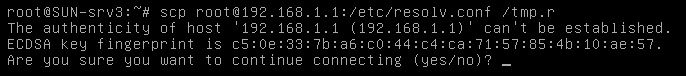 root@SUN-srv3:~# scp root@192.168.1.1:/etc/resolv.conf /tmp.r
The authenticity of host '192.168.1.1 (192.168.1.1)' can't be established.
ECDSA key fingerprint is c5:0e:33:7b:a6:c0:44:c4:ca:71:57:85:4b:10:ae:57.
Are you sure you want to continue connecting (yes/no)? _